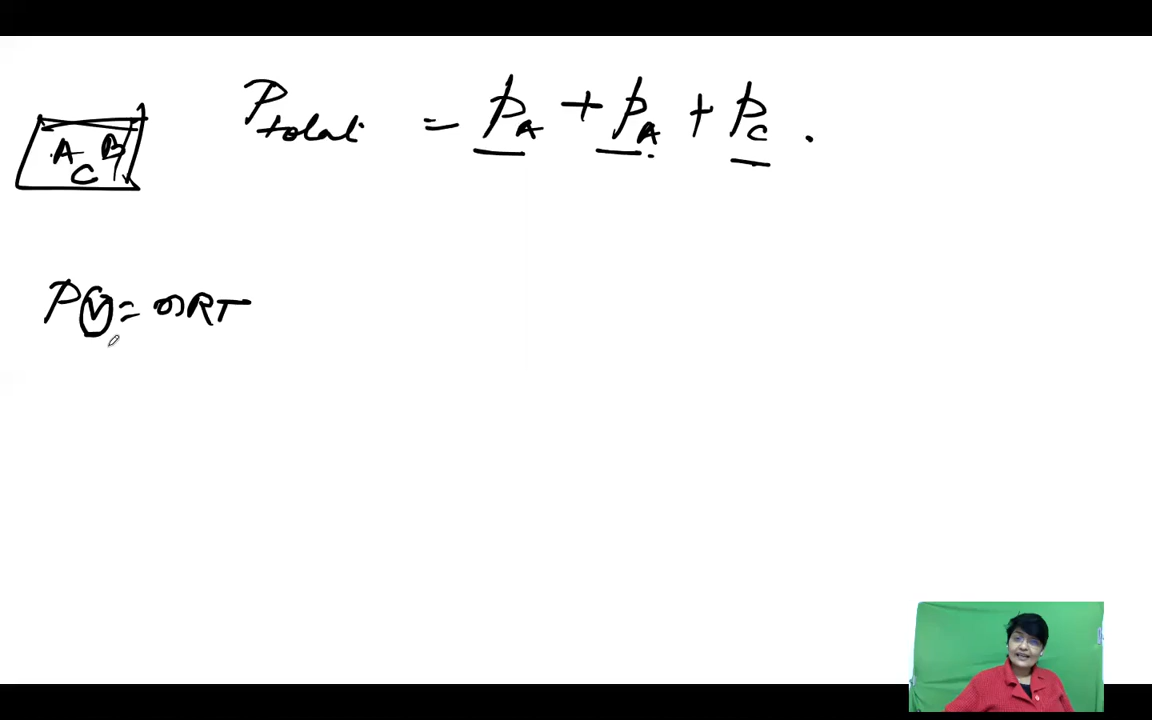 P total = pA + pA + pC .
A B
C
PV = nRT